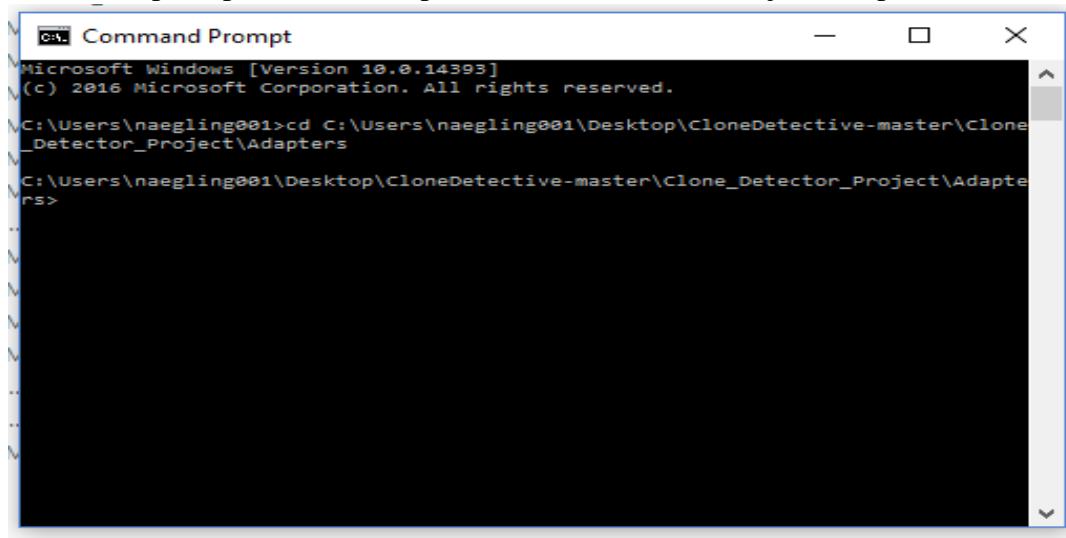 Command Prompt
Microsoft Windows [Version 10.0.14393]
(c) 2016 Microsoft Corporation. All rights reserved.
C:\Users\naegling001>cd C:\Users\naegling001\Desktop\CloneDetective-master\Clone
_Detector_Project\Adapters
C:\Users\naegling001\Desktop\CloneDetective-master\Clone_Detector_Project\Adapte
rs>